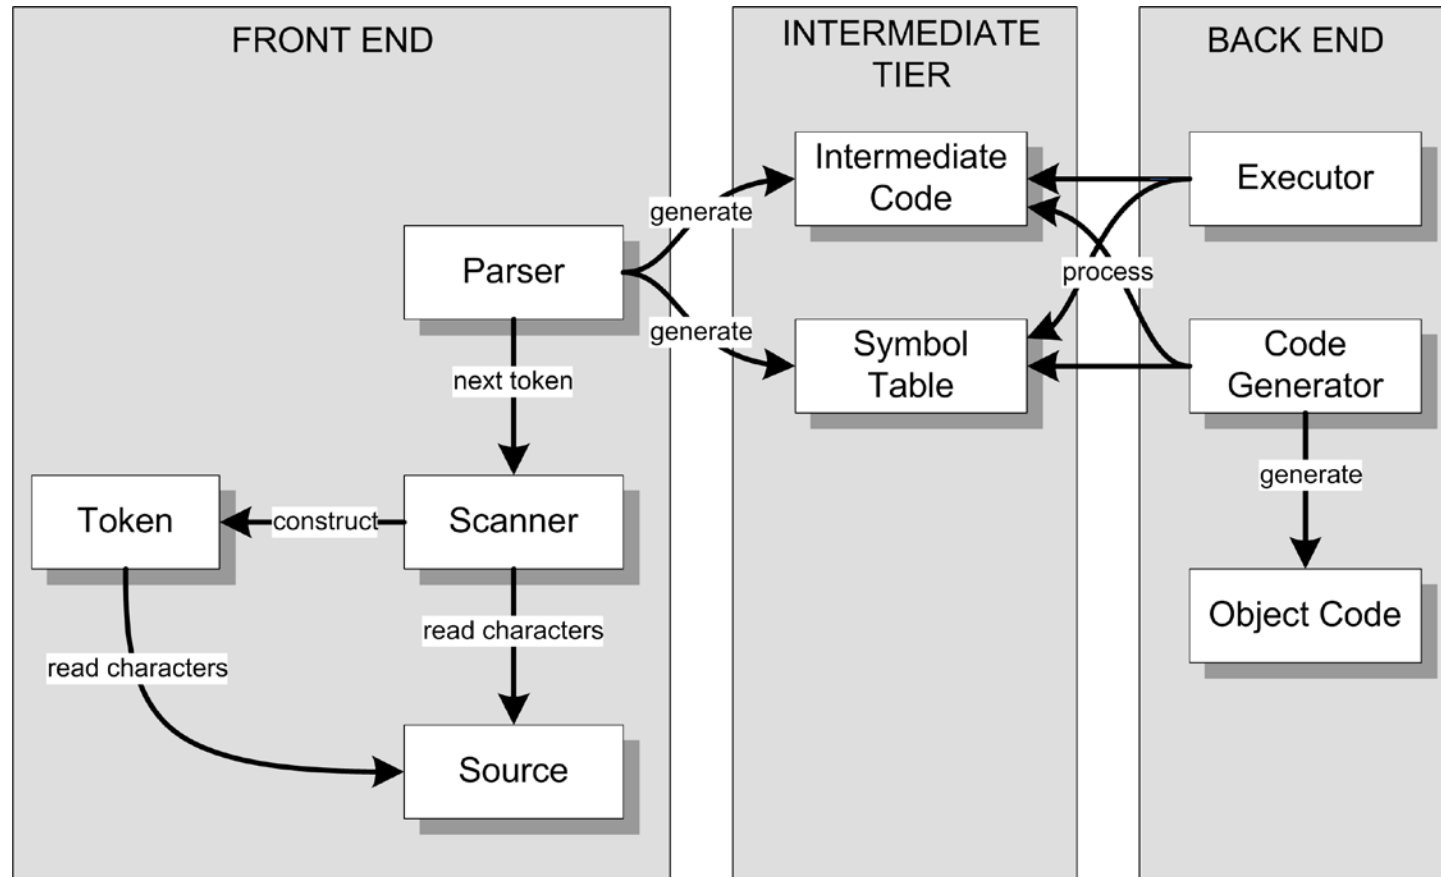 FRONT END
INTERMEDIATE
TIER
BACK END
Intermediate
Code
Executor
generate
Parser
process
generate
Symbol
Table
Code
Generator
next token
generate
Token
construct
Scanner
Object Code
read characters
read characters
Source